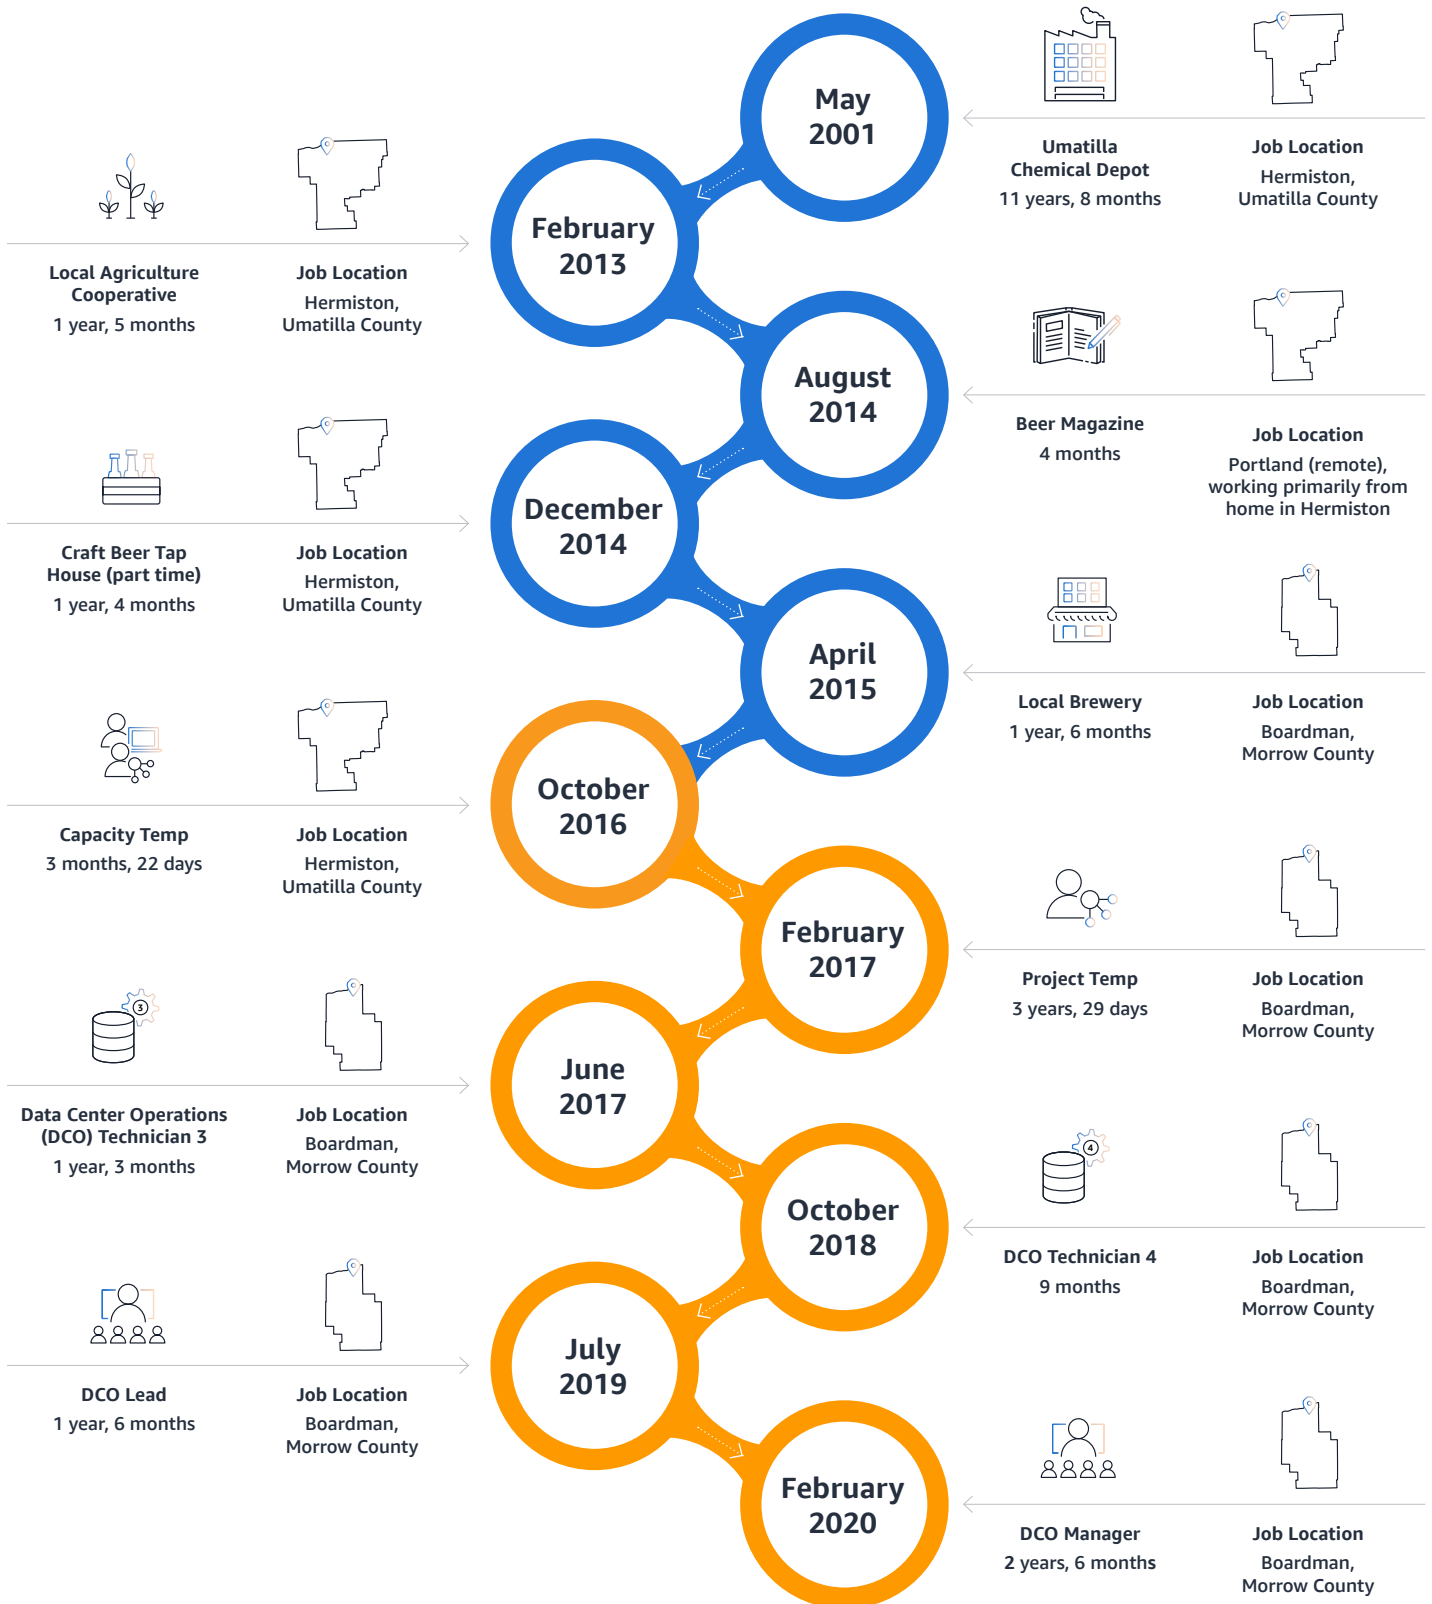 May
2001
Umatilla
Chemical Depot
11 years, 8 months
Job Location
Hermiston,
Umatilla County
February
2013
Local Agriculture
Cooperative
1 year, 5 months
Job Location
Hermiston,
Umatilla County
August
2014
Beer Magazine
4 months
Job Location
Portland (remote),
working primarily from
home in Hermiston
December
2014
Craft Beer Tap
House (part time)
1 year, 4 months
Job Location
Hermiston,
Umatilla County
April
2015
Local Brewery
1 year, 6 months
Job Location
Boardman,
Morrow County
October
2016
Capacity Temp
3 months, 22 days
Job Location
Hermiston,
Umatilla County
February
2017
Project Temp
3 years, 29 days
Job Location
Boardman,
Morrow County
June
2017
3
Data Center Operations
(DCO) Technician 3
1 year, 3 months
Job Location
Boardman,
Morrow County
October
2018
4
DCO Technician 4
9 months
Job Location
Boardman,
Morrow County
July
2019
DCO Lead
1 year, 6 months
Job Location
Boardman,
Morrow County
February
2020
DCO Manager
2 years, 6 months
Job Location
Boardman,
Morrow County